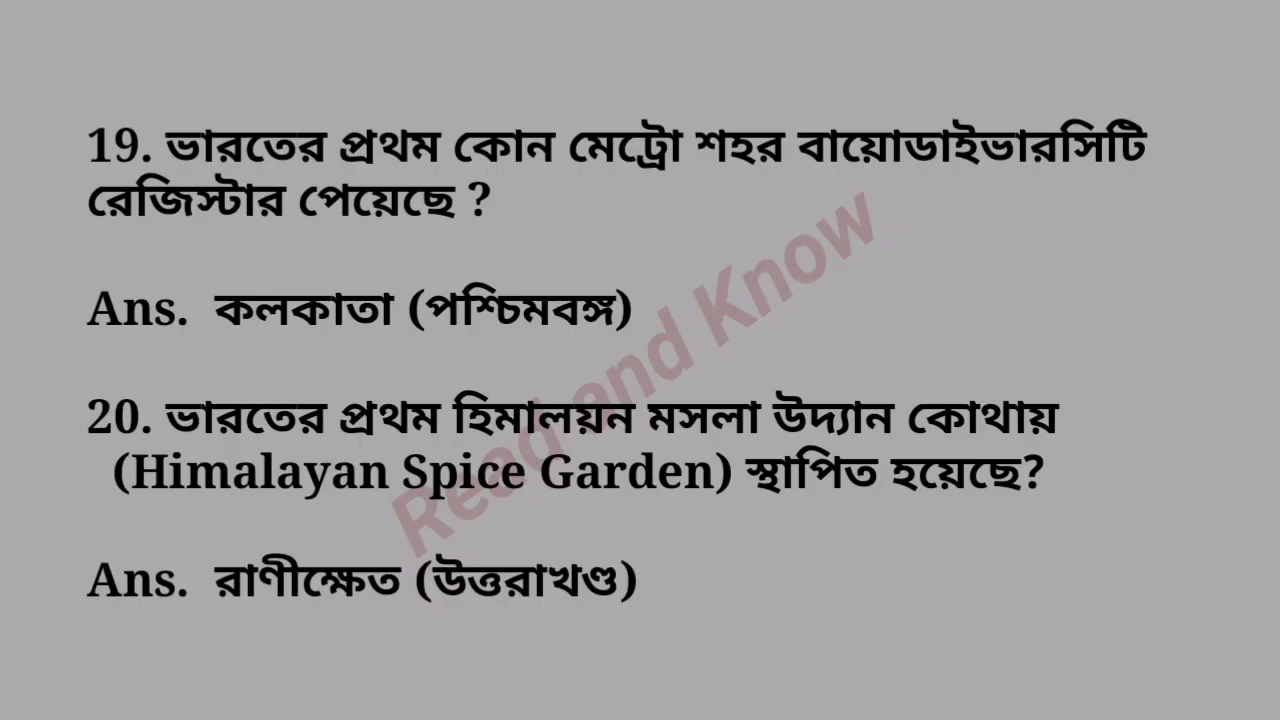 19. ভারতের প্রথম কোন মেট্রো শহর বায়োডাইভারসিটি
রেজিস্টার পেয়েছে ?
Ans. কলকাতা (পশ্চিমবঙ্গ)
20. ভারতের প্রথম হিমালয়ন মসলা উদ্যান কোথায়
(Himalayan Spice Garden) স্থাপিত হয়েছে?
Ans. রাণীক্ষেত (উত্তরাখণ্ড)
Read and Know